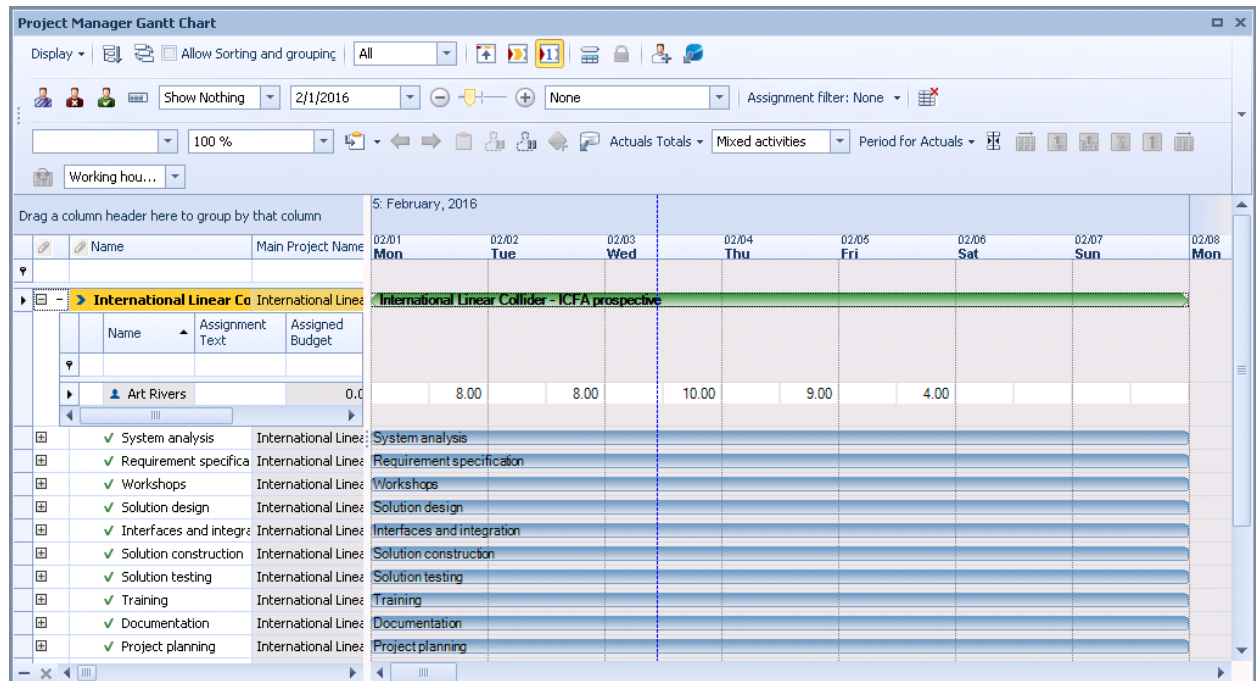 Project Manager Gantt Chart
Display Allow Sorting and grouping All
Show Nothing 2/1/2016 None Assignment filter: None
100 % Actuals Totals Mixed activities Period for Actuals
Working hou...
Drag a column header here to group by that column
5: February, 2016
Name Main Project Name
02/01 02/02 02/03 02/04 02/05 02/06 02/07 02/08
Mon Tue Wed Thu Fri Sat Sun Mon
International Linear Co International Linea International Linear Collider - ICFA prospective
Name Assignment Text Assigned Budget
Art Rivers 0.0 8.00 8.00 10.00 9.00 4.00
System analysis International Linea System analysis
Requirement specifica International Linea Requirement specification
Workshops International Linea Workshops
Solution design International Linea Solution design
Interfaces and integra International Linea Interfaces and integration
Solution construction International Linea Solution construction
Solution testing International Linea Solution testing
Training International Linea Training
Documentation International Linea Documentation
Project planning International Linea Project planning